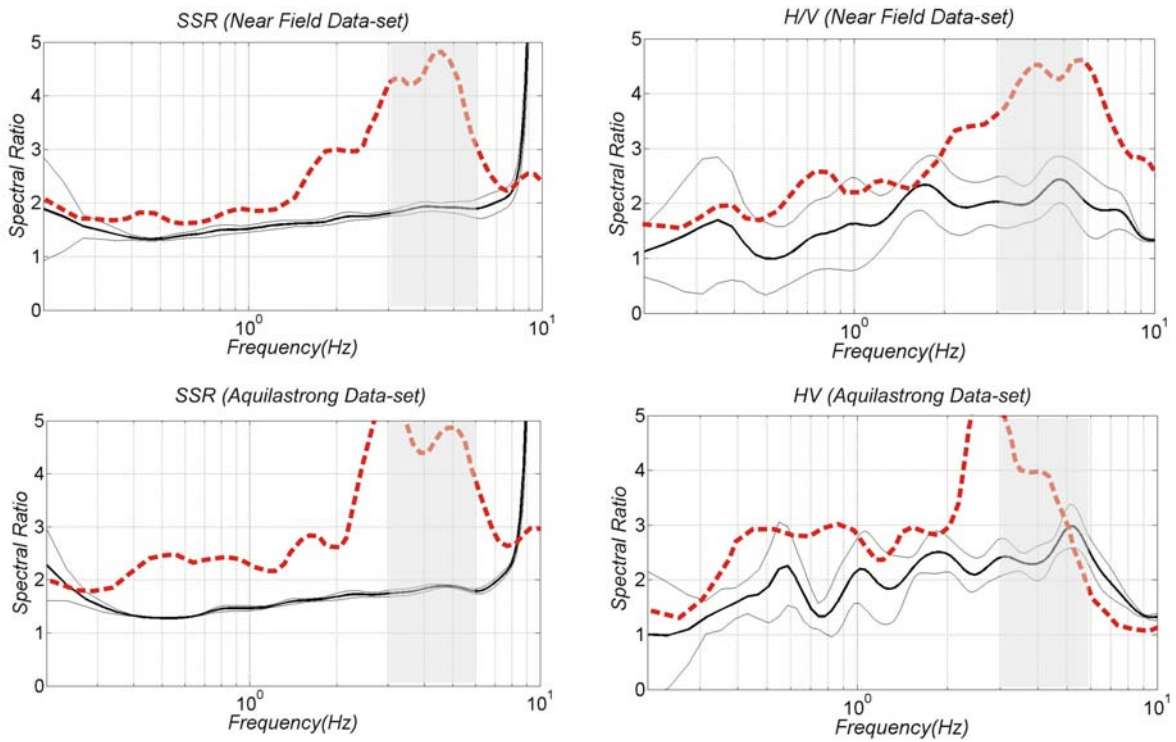 SSR (Near Field Data-set)
5
4
3
2
1
0
Spectral Ratio
10^0
10^1
Frequency(Hz)
H/V (Near Field Data-set)
5
4
3
2
1
0
Spectral Ratio
10^0
10^1
Frequency(Hz)
SSR (Aquilastrong Data-set)
5
4
3
2
1
0
Spectral Ratio
10^0
10^1
Frequency(Hz)
HV (Aquilastrong Data-set)
5
4
3
2
1
0
Spectral Ratio
10^0
10^1
Frequency(Hz)